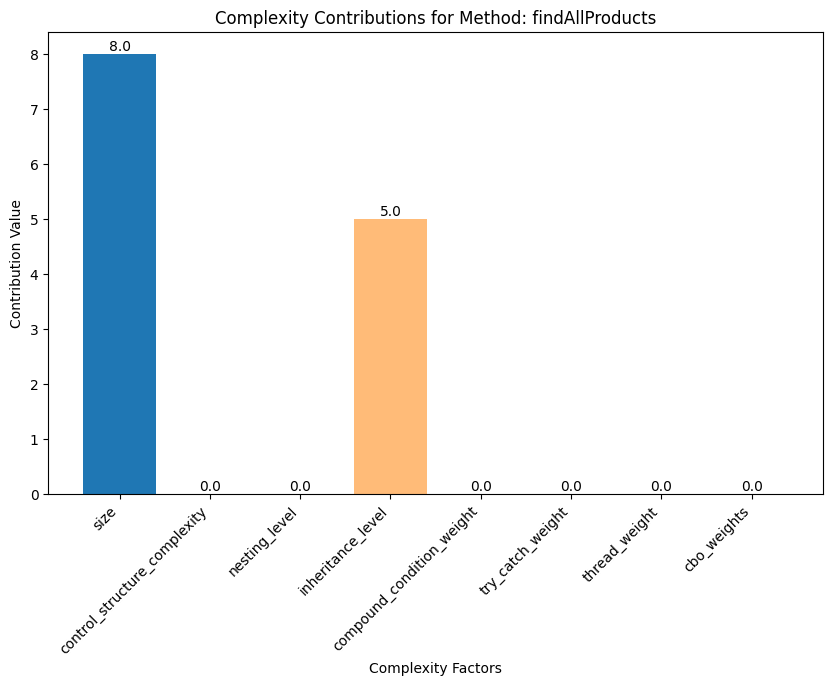 Complexity Contributions for Method: findAllProducts
Contribution Value
8
7
6
5
4
3
2
1
0
8.0
0.0
0.0
5.0
0.0
0.0
0.0
0.0
size
control_structure_complexity
nesting_level
inheritance_level
compound_condition_weight
try_catch_weight
thread_weight
cbo_weights
Complexity Factors